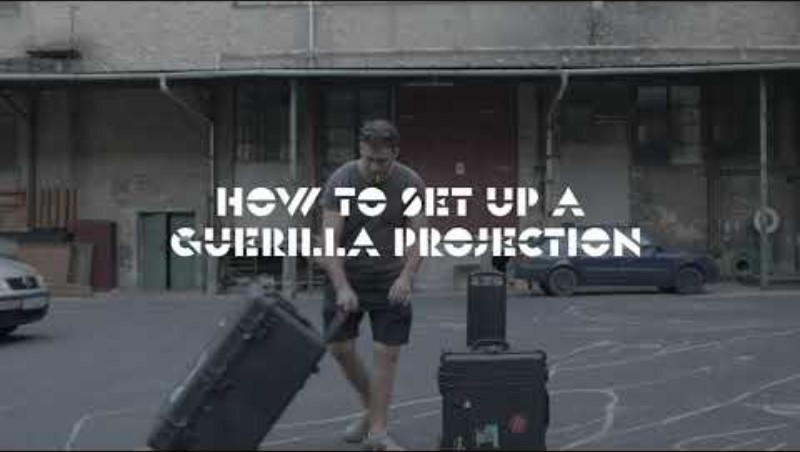 HOW TO SET UP A
GUERILLA PROJECTION